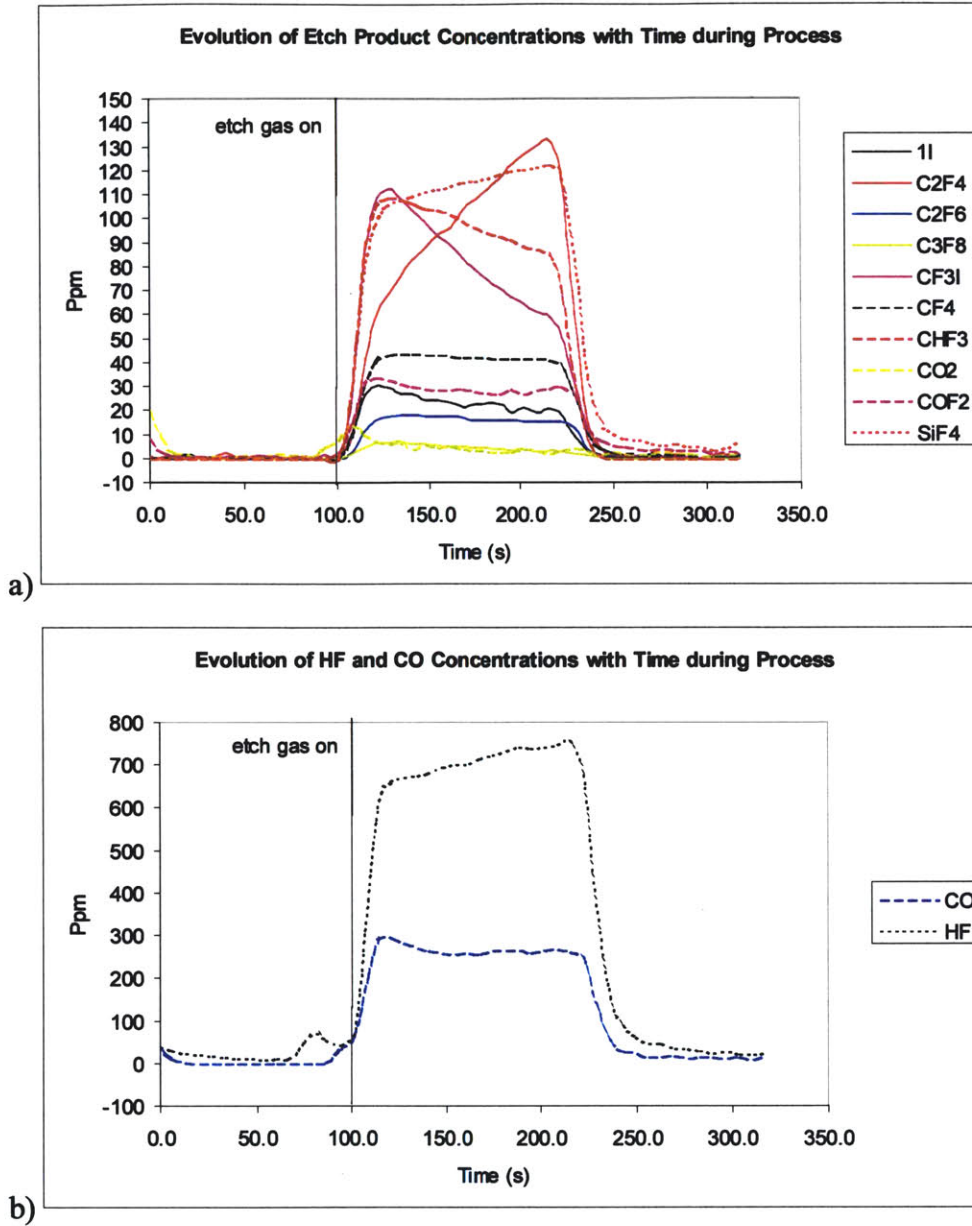 Evolution of Etch Product Concentrations with Time during Process
Ppm
150
140
130
120
110
100
90
80
70
60
50
40
30
20
10
0
-10
etch gas on
0.0 50.0 100.0 150.0 200.0 250.0 300.0 350.0
Time (s)
1I
C2F4
C2F6
C3F8
CF3I
CF4
CHF3
CO2
COF2
SiF4
a)
Evolution of HF and CO Concentrations with Time during Process
Ppm
800
700
600
500
400
300
200
100
0
-100
etch gas on
0.0 50.0 100.0 150.0 200.0 250.0 300.0 350.0
Time (s)
CO
HF
b)